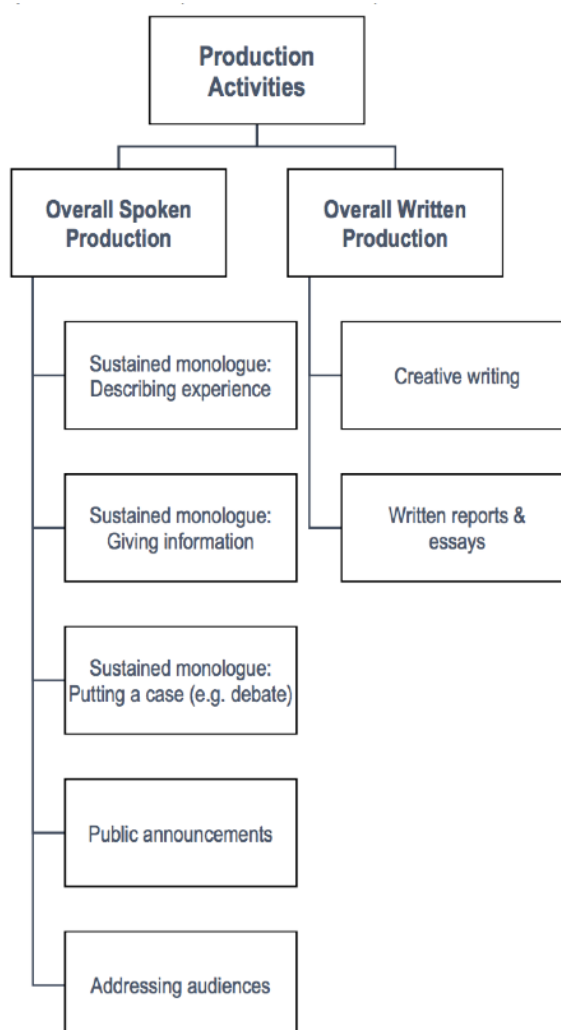 Production
Activities
Overall Spoken
Production
Overall Written
Production
Sustained monologue:
Describing experience
Creative writing
Sustained monologue:
Giving information
Written reports &
essays
Sustained monologue:
Putting a case (e.g. debate)
Public announcements
Addressing audiences